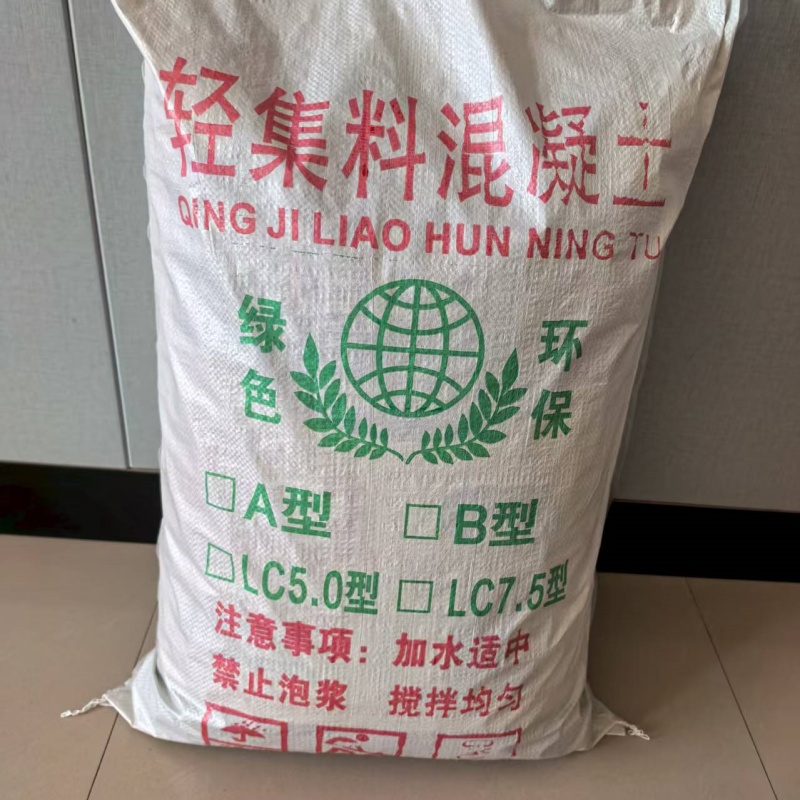 轻集料混凝土
QING JI LIAO HUN NING TU
绿色 环保
□A型 □B型
□LC5.0型 □LC7.5型
注意事项：加水适中
禁止泡浆 搅拌均匀